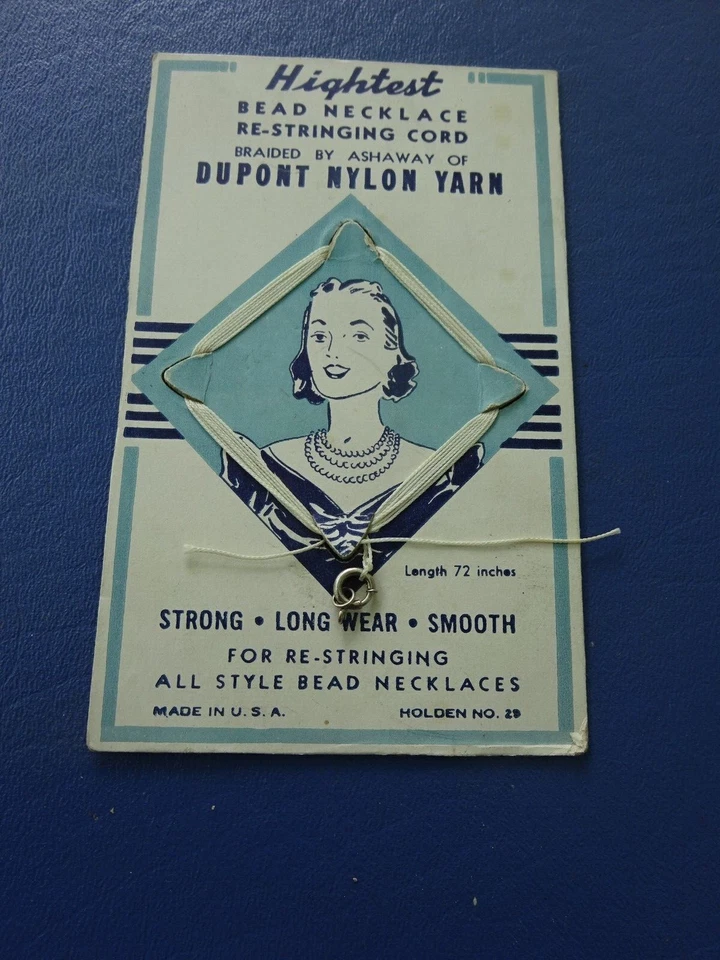 Hightest
BEAD NECKLACE
RE-STRINGING CORD
BRAIDED BY ASHAWAY OF
DUPONT NYLON YARN
Length 72 inches
STRONG • LONG WEAR • SMOOTH
FOR RE-STRINGING
ALL STYLE BEAD NECKLACES
MADE IN U.S.A.
HOLDEN NO. 29